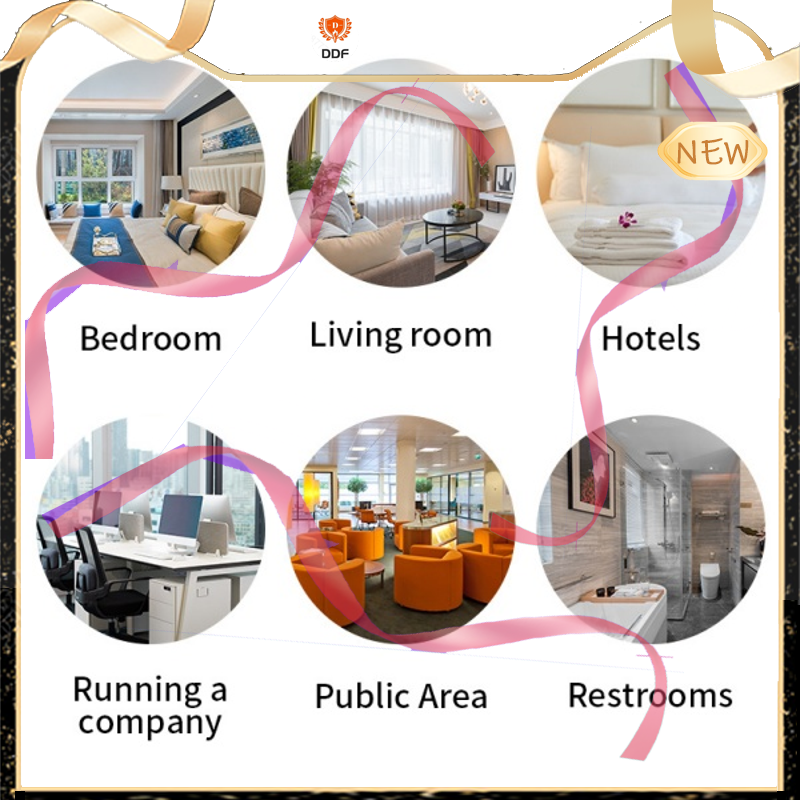 DDF
NEW
Bedroom
Living room
Hotels
Running a
company
Public Area
Restrooms